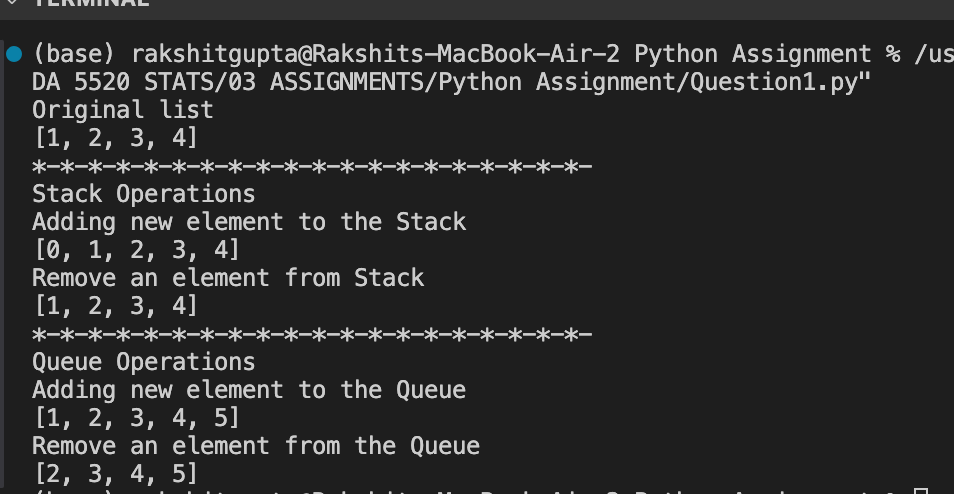 TERMINAL
(base) rakshitgupta@Rakshits-MacBook-Air-2 Python Assignment % /us
DA 5520 STATS/03 ASSIGNMENTS/Python Assignment/Question1.py"
Original list
[1, 2, 3, 4]
*-*-*-*-*-*-*-*-*-*-*-*-*-*-*-*-*-*-*-*-
Stack Operations
Adding new element to the Stack
[0, 1, 2, 3, 4]
Remove an element from Stack
[1, 2, 3, 4]
*-*-*-*-*-*-*-*-*-*-*-*-*-*-*-*-*-*-*-*-
Queue Operations
Adding new element to the Queue
[1, 2, 3, 4, 5]
Remove an element from the Queue
[2, 3, 4, 5]